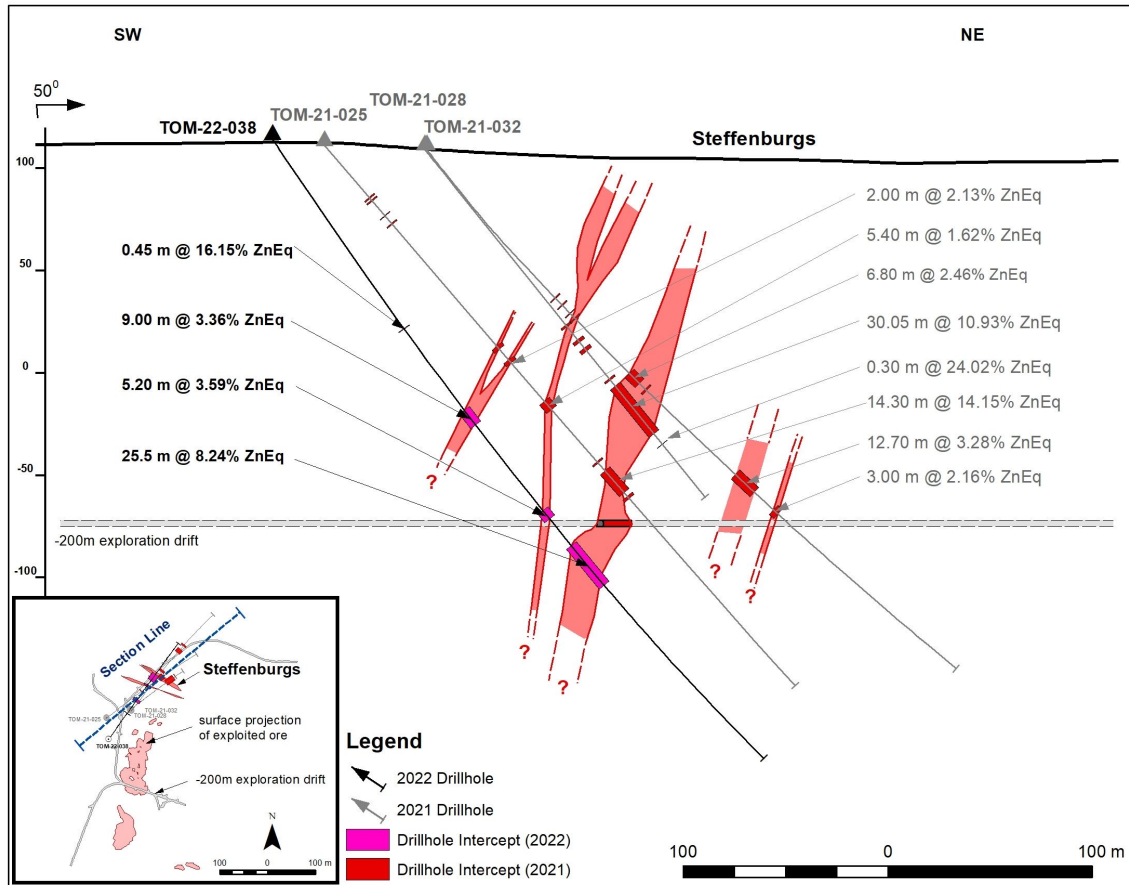 SW
NE
50⁰
TOM-21-028
TOM-21-025
TOM-22-038
TOM-21-032
Steffenburgs
100
50
0
-50
-100
0.45 m @ 16.15% ZnEq
9.00 m @ 3.36% ZnEq
5.20 m @ 3.59% ZnEq
25.5 m @ 8.24% ZnEq
2.00 m @ 2.13% ZnEq
5.40 m @ 1.62% ZnEq
6.80 m @ 2.46% ZnEq
30.05 m @ 10.93% ZnEq
0.30 m @ 24.02% ZnEq
14.30 m @ 14.15% ZnEq
12.70 m @ 3.28% ZnEq
3.00 m @ 2.16% ZnEq
?
?
?
?
?
-200m exploration drift
Section Line
Steffenburgs
TOM-21-032
TOM-21-025
TOM-21-028
TOM-22-038
surface projection
of exploited ore
-200m exploration drift
N
100 0 100 m
Legend
2022 Drillhole
2021 Drillhole
Drillhole Intercept (2022)
Drillhole Intercept (2021)
100 0 100 m